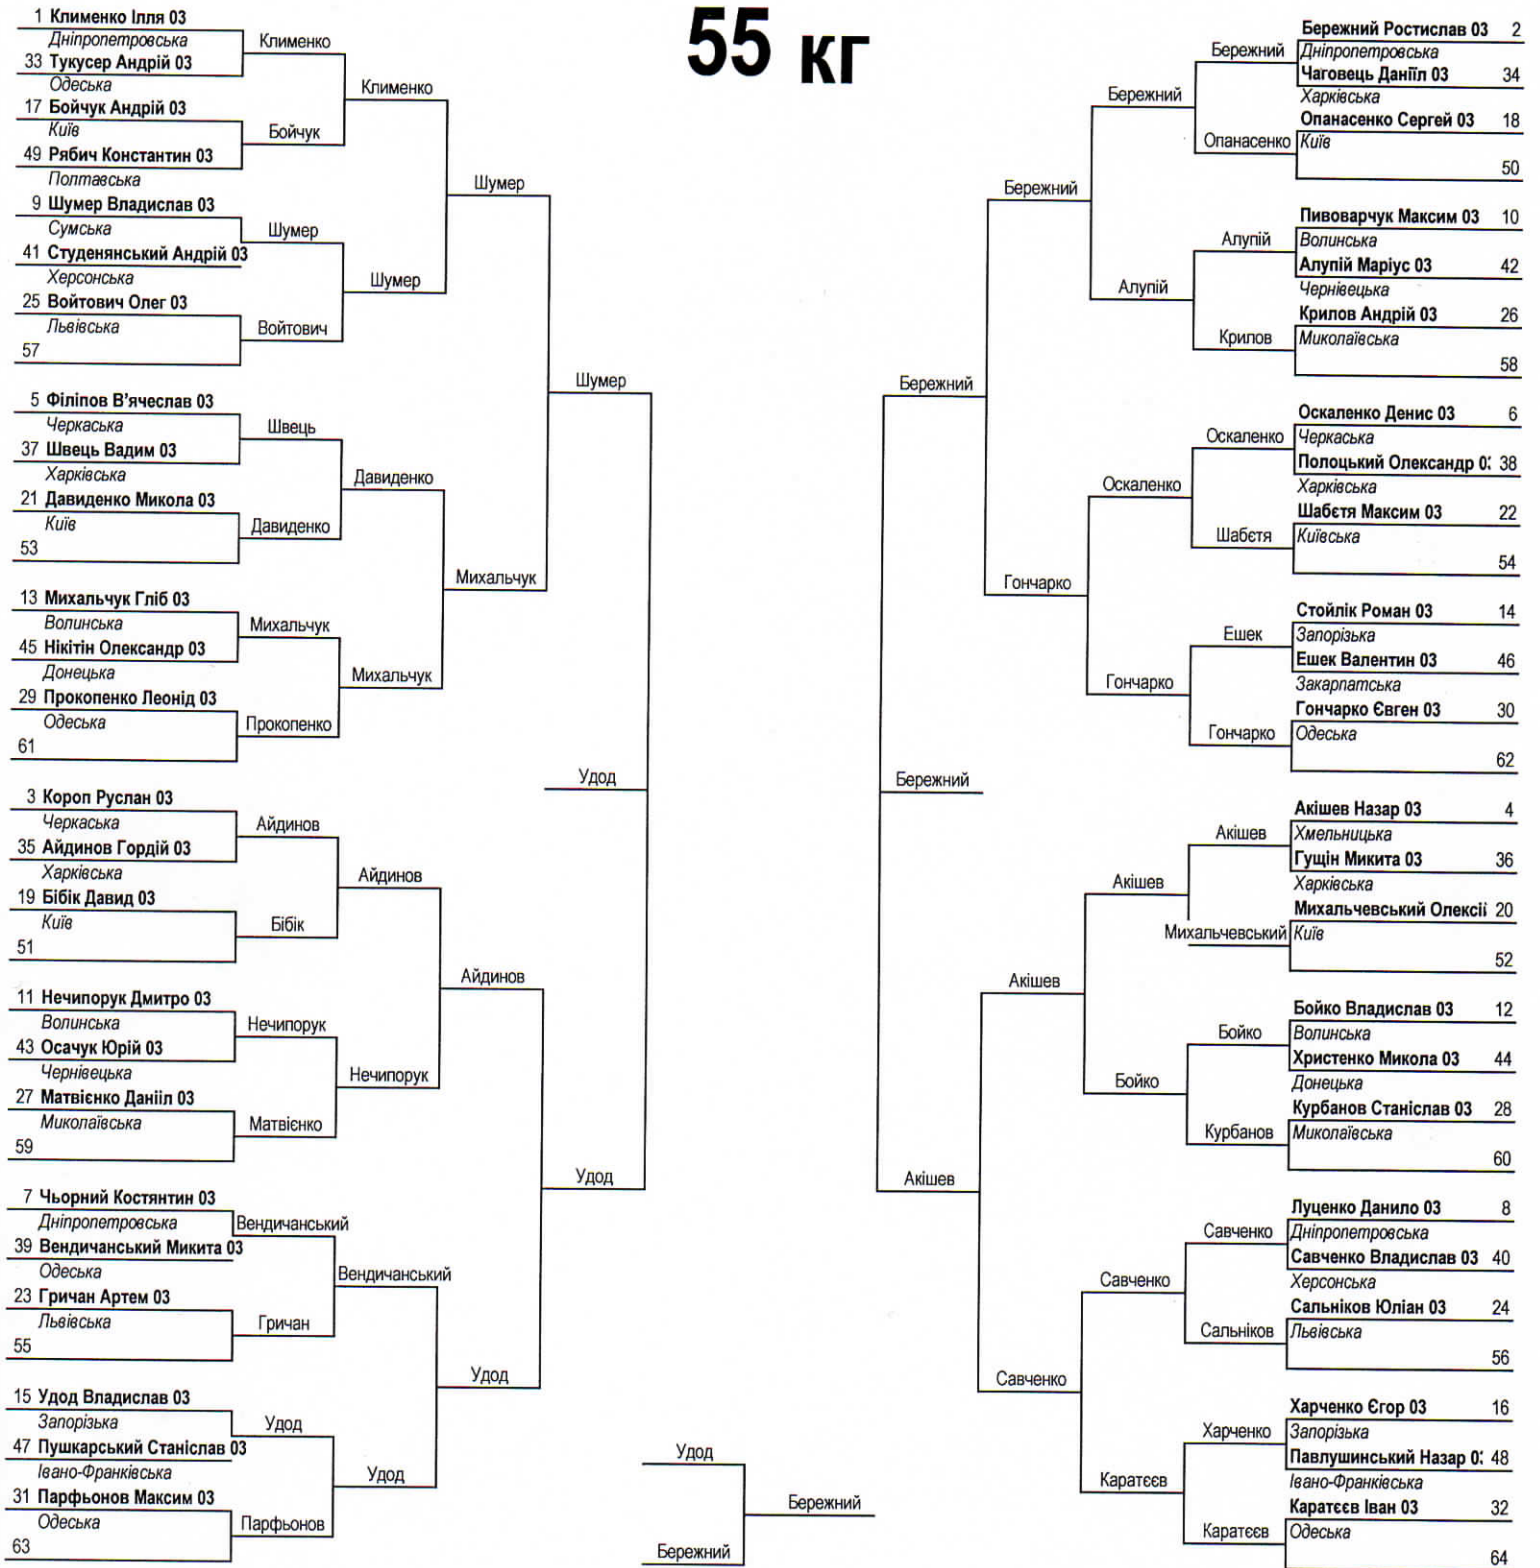 55 кг
1 Клименко Ілля 03
Дніпропетровська
33 Тукусер Андрій 03
Одеська
17 Бойчук Андрій 03
Київ
49 Рябич Константин 03
Полтавська
9 Шумер Владислав 03
Сумська
41 Студенянський Андрій 03
Херсонська
25 Войтович Олег 03
Львівська
57
5 Філіпов В'ячеслав 03
Черкаська
37 Швець Вадим 03
Харківська
21 Давиденко Микола 03
Київ
53
13 Михальчук Гліб 03
Волинська
45 Нікітін Олександр 03
Донецька
29 Прокопенко Леонід 03
Одеська
61
3 Короп Руслан 03
Черкаська
35 Айдинов Гордій 03
Харківська
19 Бібік Давид 03
Київ
51
11 Нечипорук Дмитро 03
Волинська
43 Осачук Юрій 03
Чернівецька
27 Матвієнко Данііл 03
Миколаївська
59
7 Чьорний Костянтин 03
Дніпропетровська
39 Вендичанський Микита 03
Одеська
23 Гричан Артем 03
Львівська
55
15 Удод Владислав 03
Запорізька
47 Пушкарський Станіслав 03
Івано-Франківська
31 Парфьонов Максим 03
Одеська
63
Клименко
Бойчук
Шумер
Войтович
Швець
Давиденко
Михальчук
Прокопенко
Айдинов
Бібік
Нечипорук
Матвієнко
Вендичанський
Гричан
Удод
Парфьонов
Клименко
Шумер
Давиденко
Михальчук
Айдинов
Нечипорук
Вендичанський
Удод
Шумер
Михальчук
Айдинов
Удод
Шумер
Удод
Удод
Удод
Бережний
Бережний
Бережний
Бережний
Акішев
Бережний
Гончарко
Акішев
Савченко
Бережний
Алупій
Оскаленко
Гончарко
Акішев
Бойко
Савченко
Каратєєв
Бережний
Опанасенко
Алупій
Крилов
Оскаленко
Шабєтя
Ешек
Гончарко
Акішев
Михальчевський
Бойко
Курбанов
Савченко
Сальніков
Харченко
Каратєєв
Бережний Ростислав 03 2
Дніпропетровська
Чаговець Данііл 03 34
Харківська
Опанасенко Сергей 03 18
Київ
50
Пивоварчук Максим 03 10
Волинська
Алупій Маріус 03 42
Чернівецька
Крилов Андрій 03 26
Миколаївська
58
Оскаленко Денис 03 6
Черкаська
Полоцький Олександр 0 38
Харківська
Шабєтя Максим 03 22
Київська
54
Стойлік Роман 03 14
Запорізька
Ешек Валентин 03 46
Закарпатська
Гончарко Євген 03 30
Одеська
62
Акішев Назар 03 4
Хмельницька
Гущін Микита 03 36
Харківська
Михальчевський Олексі 20
Київ
52
Бойко Владислав 03 12
Волинська
Христенко Микола 03 44
Донецька
Курбанов Станіслав 03 28
Миколаївська
60
Луценко Данило 03 8
Дніпропетровська
Савченко Владислав 03 40
Херсонська
Сальніков Юліан 03 24
Львівська
56
Харченко Єгор 03 16
Запорізька
Павлушинський Назар 0 48
Івано-Франківська
Каратєєв Іван 03 32
Одеська
64